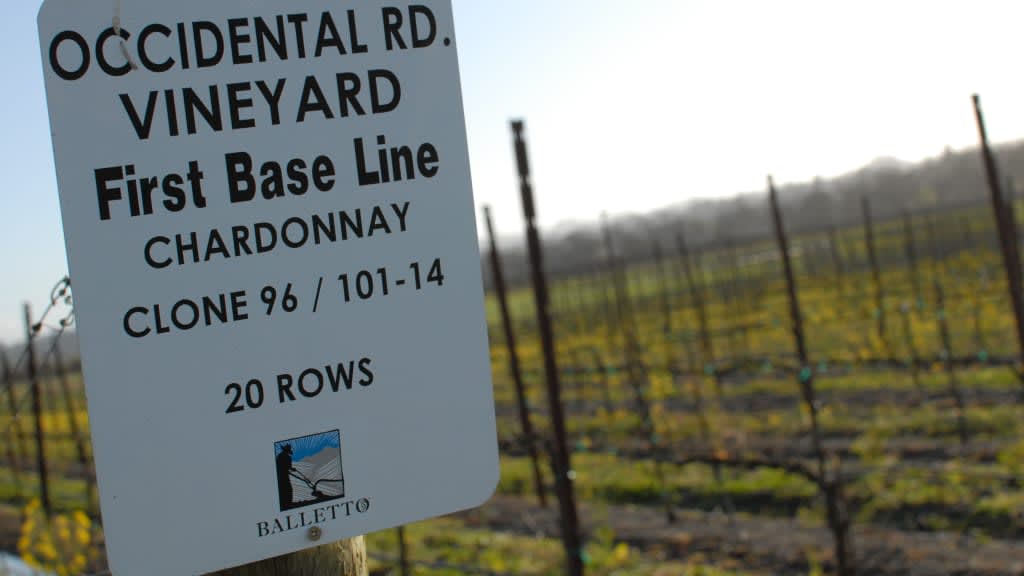 OCCIDENTAL RD.
VINEYARD
First Base Line
CHARDONNAY
CLONE 96 / 101-14
20 ROWS
BALLETTO